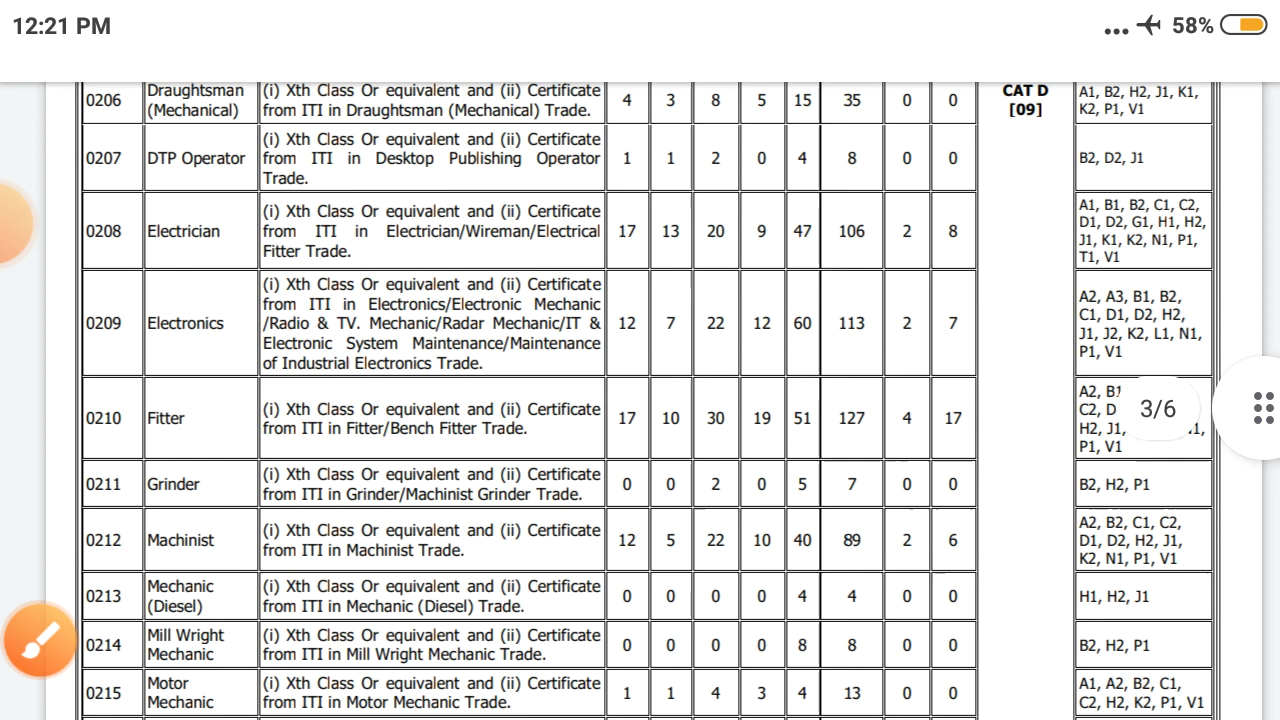 12:21 PM
... 58%
0206 Draughtsman (Mechanical) (i) Xth Class Or equivalent and (ii) Certificate from ITI in Draughtsman (Mechanical) Trade. 4 3 8 5 15 35 0 0 CAT D [09] A1, B2, H2, J1, K1, K2, P1, V1
0207 DTP Operator (i) Xth Class Or equivalent and (ii) Certificate from ITI in Desktop Publishing Operator Trade. 1 1 2 0 4 8 0 0 B2, D2, J1
0208 Electrician (i) Xth Class Or equivalent and (ii) Certificate from ITI in Electrician/Wireman/Electrical Fitter Trade. 17 13 20 9 47 106 2 8 A1, B1, B2, C1, C2, D1, D2, G1, H1, H2, J1, K1, K2, N1, P1, T1, V1
0209 Electronics (i) Xth Class Or equivalent and (ii) Certificate from ITI in Electronics/Electronic Mechanic /Radio & TV. Mechanic/Radar Mechanic/IT & Electronic System Maintenance/Maintenance of Industrial Electronics Trade. 12 7 22 12 60 113 2 7 A2, A3, B1, B2, C1, D1, D2, H2, J1, J2, K2, L1, N1, P1, V1
0210 Fitter (i) Xth Class Or equivalent and (ii) Certificate from ITI in Fitter/Bench Fitter Trade. 17 10 30 19 51 127 4 17 A2, B1 C2, D H2, J1, P1, V1
3/6
0211 Grinder (i) Xth Class Or equivalent and (ii) Certificate from ITI in Grinder/Machinist Grinder Trade. 0 0 2 0 5 7 0 0 B2, H2, P1
0212 Machinist (i) Xth Class Or equivalent and (ii) Certificate from ITI in Machinist Trade. 12 5 22 10 40 89 2 6 A2, B2, C1, C2, D1, D2, H2, J1, K2, N1, P1, V1
0213 Mechanic (Diesel) (i) Xth Class Or equivalent and (ii) Certificate from ITI in Mechanic (Diesel) Trade. 0 0 0 0 4 4 0 0 H1, H2, J1
0214 Mill Wright Mechanic (i) Xth Class Or equivalent and (ii) Certificate from ITI in Mill Wright Mechanic Trade. 0 0 0 0 8 8 0 0 B2, H2, P1
0215 Motor Mechanic (i) Xth Class Or equivalent and (ii) Certificate from ITI in Motor Mechanic Trade. 1 1 4 3 4 13 0 0 A1, A2, B2, C1, C2, H2, K2, P1, V1